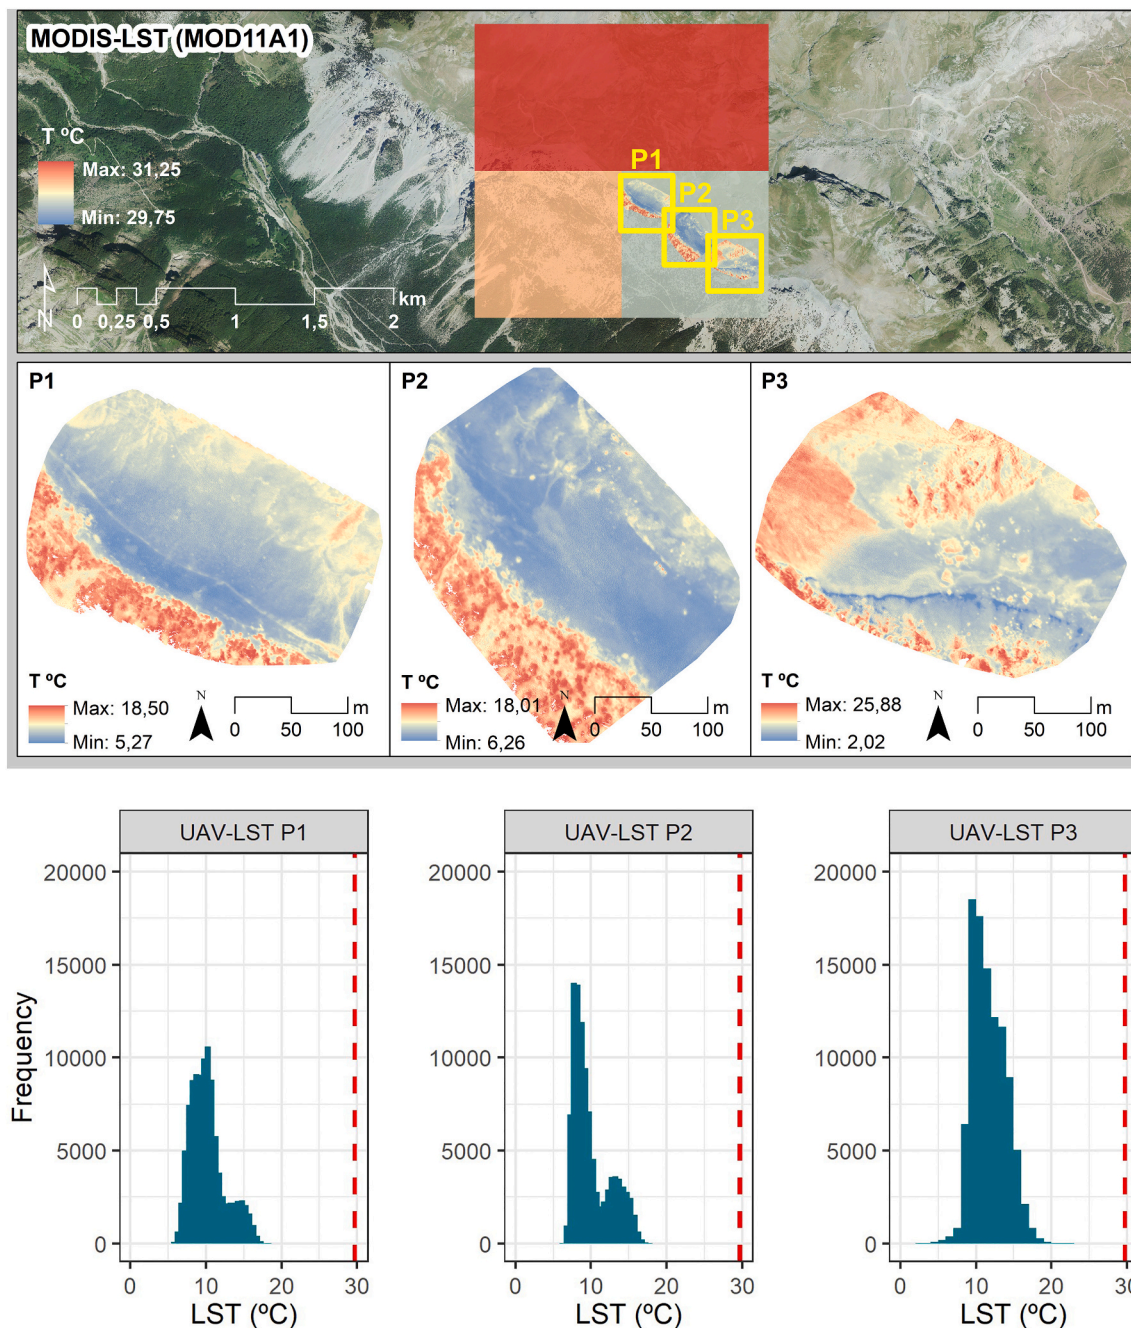 MODIS-LST (MOD11A1)
T ºC
Max: 31,25
Min: 29,75
P1
P2
P3
N
km
0 0,25 0,5 1 1,5 2
P1
T ºC
Max: 18,50
Min: 5,27
N
0 50 100 m
P2
T ºC
Max: 18,01
Min: 6,26
N
0 50 100 m
P3
T ºC
Max: 25,88
Min: 2,02
N
0 50 100 m
UAV-LST P1
UAV-LST P2
UAV-LST P3
Frequency
20000
15000
10000
5000
0
0 10 20 30
LST (ºC)
20000
15000
10000
5000
0
0 10 20 30
LST (ºC)
20000
15000
10000
5000
0
0 10 20 30
LST (ºC)